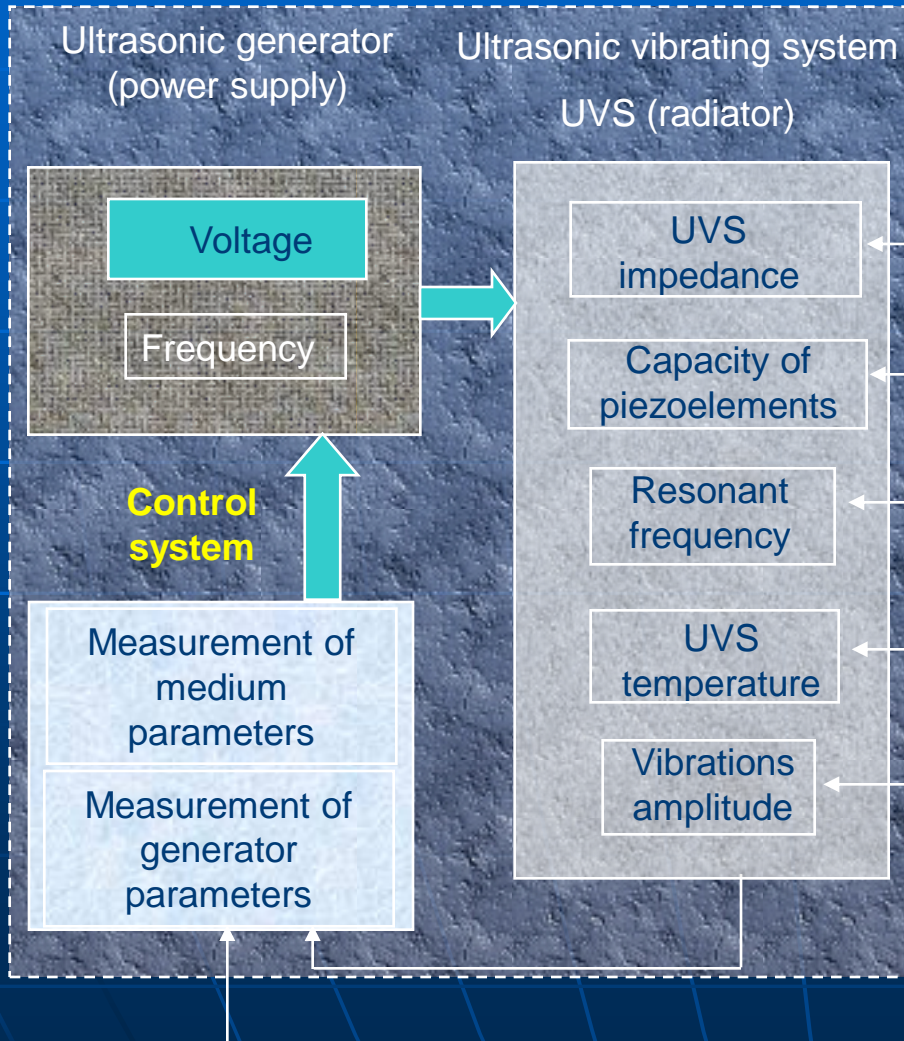 Ultrasonic generator
(power supply)
Voltage
Frequency
Control
system
Measurement of
medium
parameters
Measurement of
generator
parameters
Ultrasonic vibrating system
UVS (radiator)
UVS
impedance
Capacity of
piezoelements
Resonant
frequency
UVS
temperature
Vibrations
amplitude